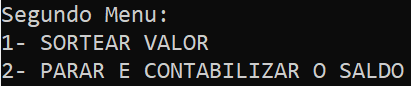 Segundo Menu:
1- SORTEAR VALOR
2- PARAR E CONTABILIZAR O SALDO